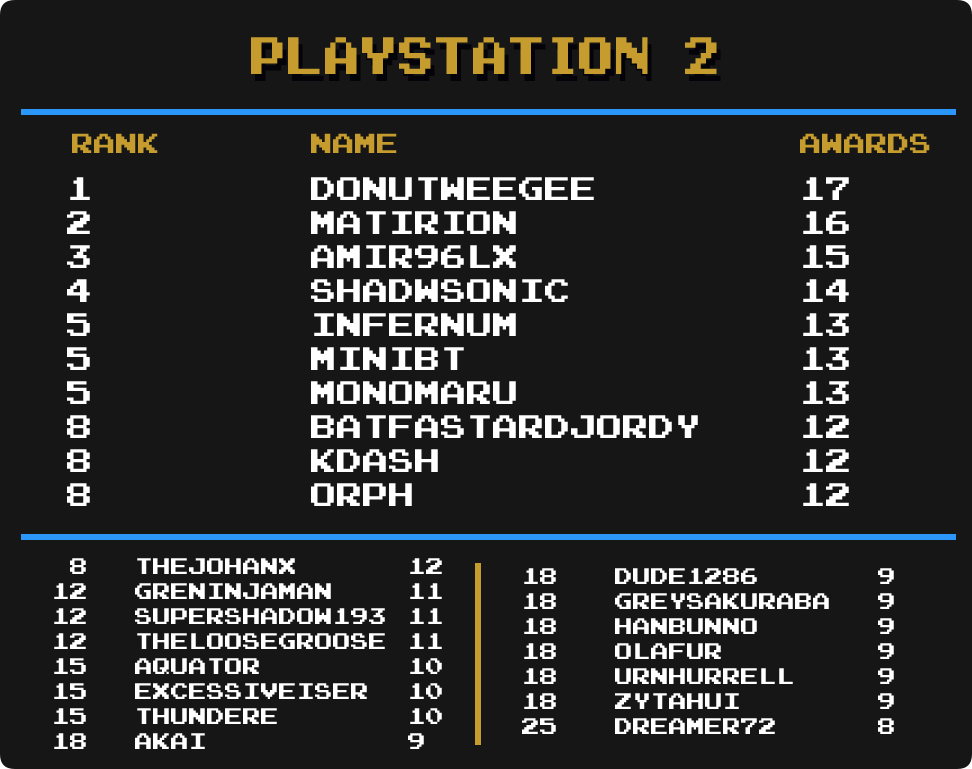 PLAYSTATION 2
RANK NAME AWARDS
1 DONUTWEEGEE 17
2 MATIRION 16
3 AMIR96LX 15
4 SHADWSONIC 14
5 INFERNUM 13
5 MINIBT 13
5 MONOMARU 13
8 BATFASTARDJORDY 12
8 KDASH 12
8 ORPH 12
8 THEJOHANX 12
12 GRENINJAMAN 11
12 SUPERSHADOW193 11
12 THELOOSEGROOSE 11
15 AQUATOR 10
15 EXCESSIVEISER 10
15 THUNDERE 10
18 AKAI 9
18 DUDE1286 9
18 GREYSAKURABA 9
18 HANBUNNO 9
18 OLAFUR 9
18 URNHURRELL 9
18 ZYTAHUI 9
25 DREAMER72 8